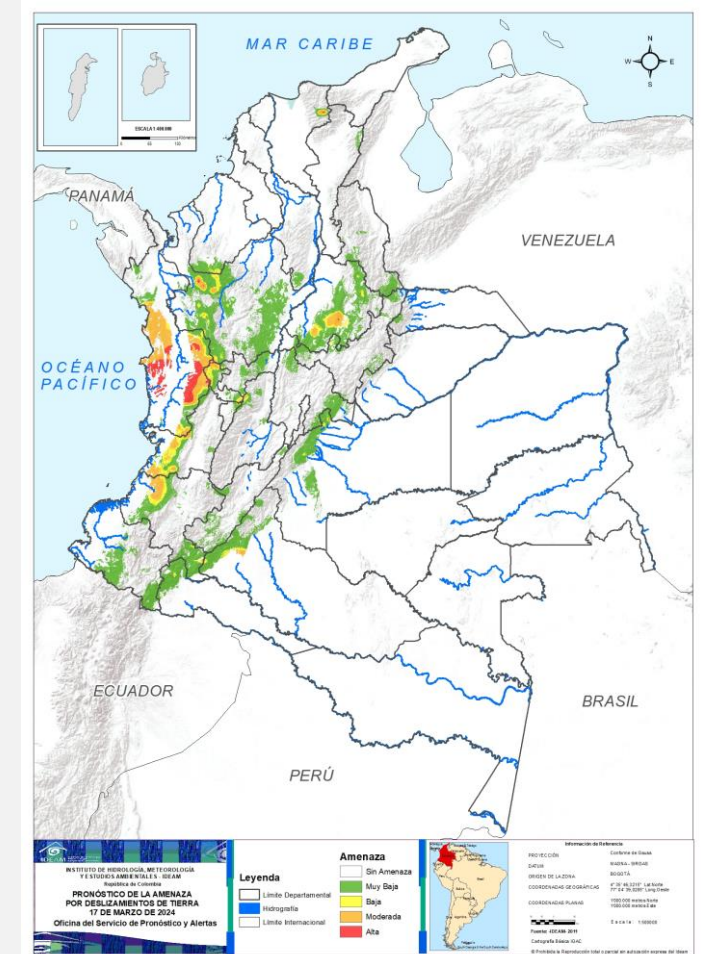 MAR CARIBE
N
W
E
S
PANAMÁ
VENEZUELA
OCÉANO
PACÍFICO
ECUADOR
BRASIL
PERÚ
INSTITUTO DE HIDROLOGÍA, METEOROLOGÍA
Y ESTUDIOS AMBIENTALES - IDEAM
República de Colombia
PRONÓSTICO DE LA AMENAZA
POR DESLIZAMIENTOS DE TIERRA
17 DE MARZO DE 2024
Oficina del Servicio de Pronóstico y Alertas
Leyenda
Límite Departamental
Hidrografía
Límite Internacional
Amenaza
Sin Amenaza
Muy Baja
Baja
Moderada
Alta
Información de Referencia
PROYECCIÓN
Conforme de Gauss
DATUM
ORIGEN DE LA ZONA
BOGOTÁ
COORDENADAS GEOGRÁFICAS
COORDENADAS PLANAS